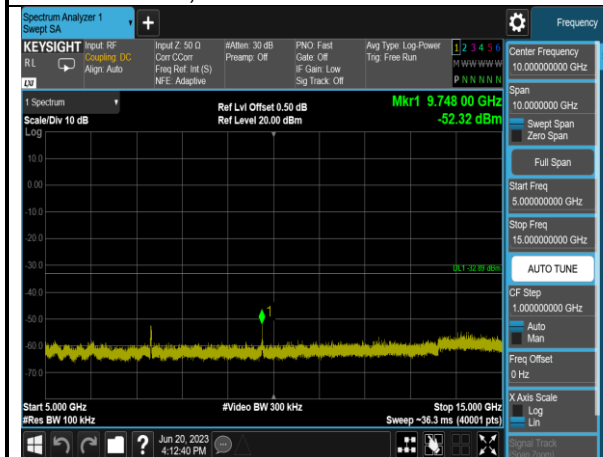 Spectrum Analyzer 1
Swept SA
+
Frequency
KEYSIGHT
RL
LXI
Input: RF
Coupling: DC
Align: Auto
Input Z: 50 Ω
Corr CCorr
Freq Ref: Int (S)
NFE: Adaptive
#Atten: 30 dB
Preamp: Off
PNO: Fast
Gate: Off
IF Gain: Low
Sig Track: Off
Avg Type: Log-Power
Trig: Free Run
1 2 3 4 5 6
M W W W W W
P N N N N N
1 Spectrum
Scale/Div 10 dB
Ref Lvl Offset 0.50 dB
Ref Level 20.00 dBm
Mkr1 9.748 00 GHz
-52.32 dBm
Log
10.0
0.00
-10.0
-20.0
-30.0
DL1 -32.89 dBm
-40.0
1
-50.0
-60.0
-70.0
Start 5.000 GHz
#Res BW 100 kHz
#Video BW 300 kHz
Stop 15.000 GHz
Sweep ~36.3 ms (40001 pts)
?
Jun 20, 2023
4:12:40 PM
Center Frequency
10.000000000 GHz
Span
10.0000000 GHz
Swept Span
Zero Span
Full Span
Start Freq
5.000000000 GHz
Stop Freq
15.000000000 GHz
AUTO TUNE
CF Step
1.000000000 GHz
Auto
Man
Freq Offset
0 Hz
X Axis Scale
Log
Lin
Signal Track
(Span Zoom)